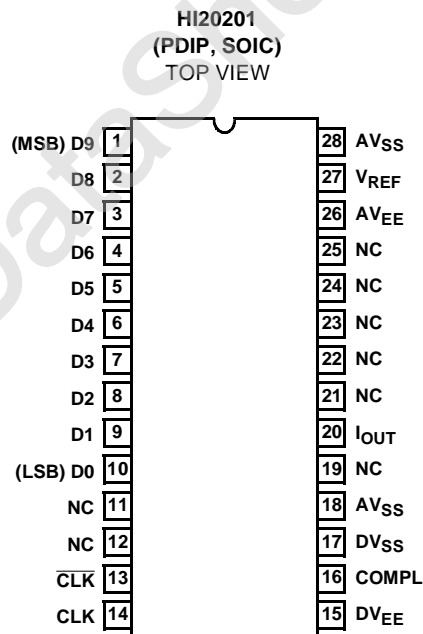 HI20201
(PDIP, SOIC)
TOP VIEW
(MSB) D9 1 28 AVSS
D8 2 27 VREF
D7 3 26 AVEE
D6 4 25 NC
D5 5 24 NC
D4 6 23 NC
D3 7 22 NC
D2 8 21 NC
D1 9 20 IOUT
(LSB) D0 10 19 NC
NC 11 18 AVSS
NC 12 17 DVSS
CLK 13 16 COMPL
CLK 14 15 DVEE
DataShe